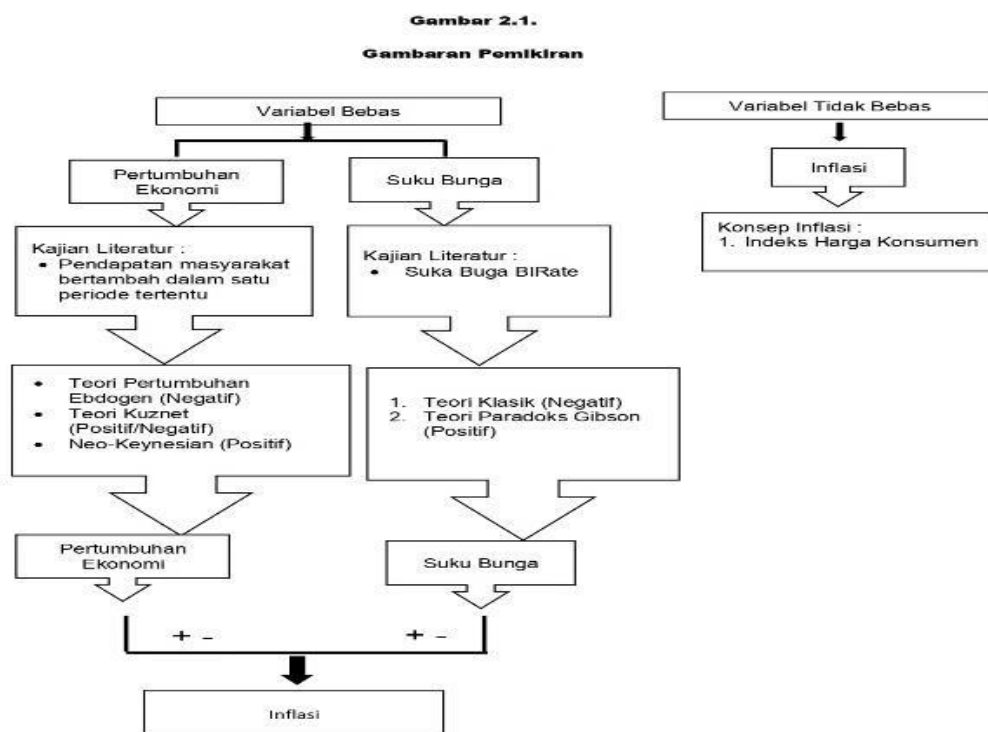 Gambar 2.1.
Gambaran Pemikiran
Variabel Bebas
Pertumbuhan
Ekonomi
Kajian Literatur :
• Pendapatan masyarakat
bertambah dalam satu
periode tertentu
• Teori Pertumbuhan
Ebdogen (Negatif)
• Teori Kuznet
(Positif/Negatif)
• Neo-Keynesian (Positif)
Pertumbuhan
Ekonomi
Suku Bunga
Kajian Literatur :
• Suka Buga BIRate
1. Teori Klasik (Negatif)
2. Teori Paradoks Gibson
(Positif)
Suku Bunga
+ -
+ -
Inflasi
Variabel Tidak Bebas
Inflasi
Konsep Inflasi :
1. Indeks Harga Konsumen